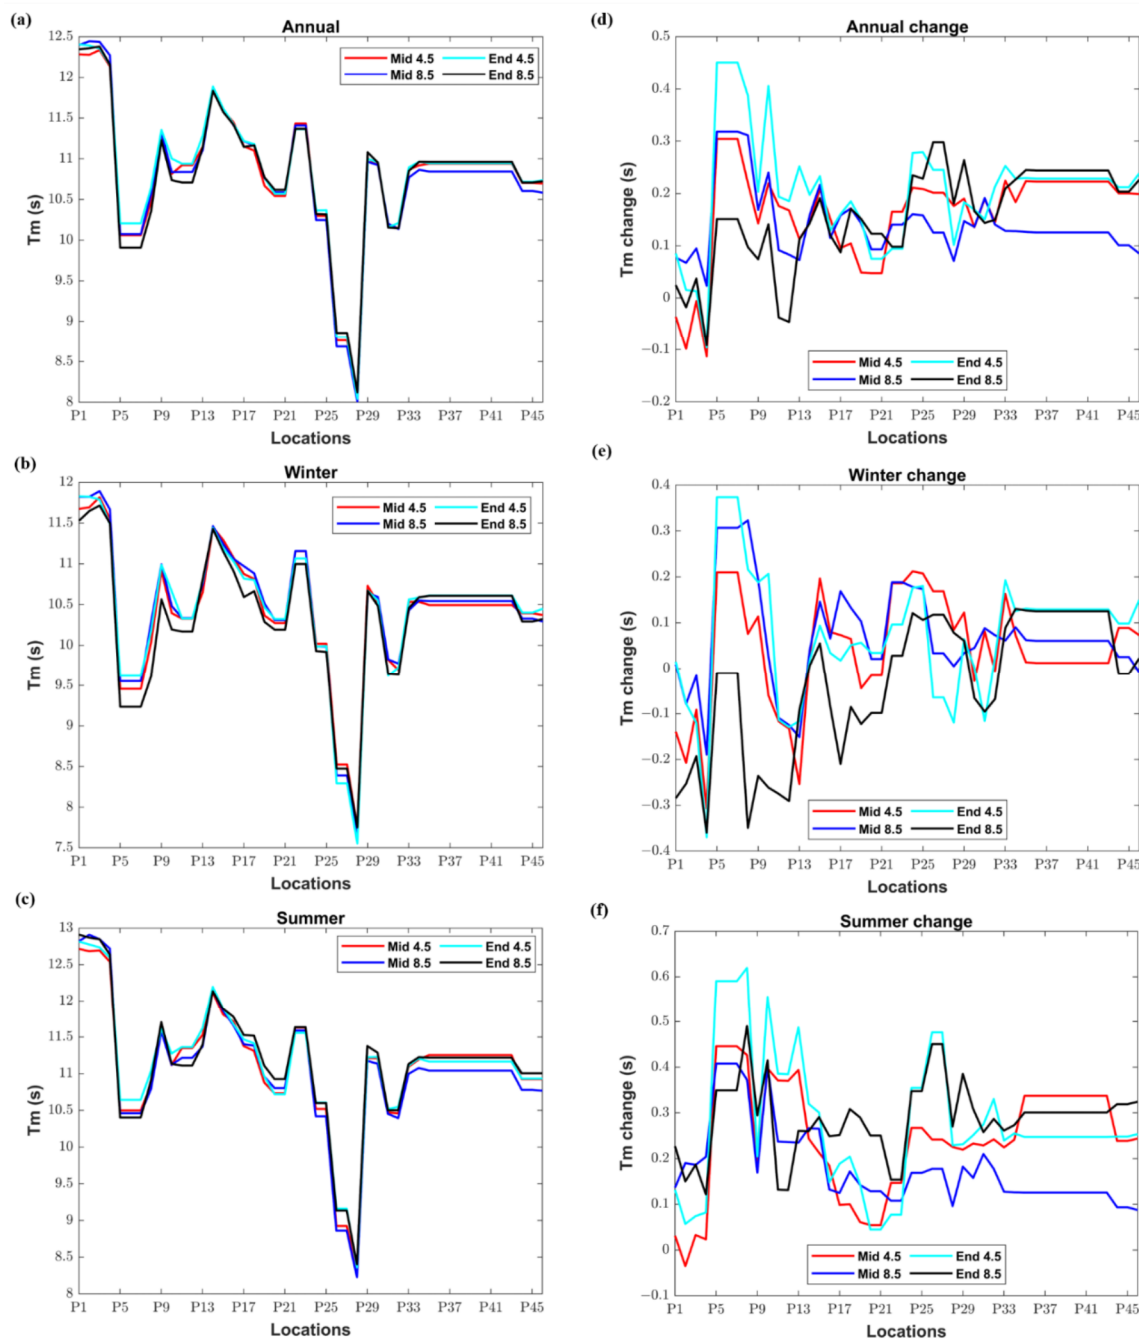 (a)
Annual
12.5
12
11.5
11
10.5
10
9.5
9
8.5
8
Tm (s)
Mid 4.5 End 4.5
Mid 8.5 End 8.5
P1 P5 P9 P13 P17 P21 P25 P29 P33 P37 P41 P45
Locations
(d)
Annual change
0.5
0.4
0.3
0.2
0.1
0
-0.1
-0.2
Tm change (s)
Mid 4.5 End 4.5
Mid 8.5 End 8.5
P1 P5 P9 P13 P17 P21 P25 P29 P33 P37 P41 P45
Locations
(b)
Winter
12
11.5
11
10.5
10
9.5
9
8.5
8
7.5
Tm (s)
Mid 4.5 End 4.5
Mid 8.5 End 8.5
P1 P5 P9 P13 P17 P21 P25 P29 P33 P37 P41 P45
Locations
(e)
Winter change
0.4
0.3
0.2
0.1
0
-0.1
-0.2
-0.3
-0.4
Tm change (s)
Mid 4.5 End 4.5
Mid 8.5 End 8.5
P1 P5 P9 P13 P17 P21 P25 P29 P33 P37 P41 P45
Locations
(c)
Summer
13
12.5
12
11.5
11
10.5
10
9.5
9
8.5
8
Tm (s)
Mid 4.5 End 4.5
Mid 8.5 End 8.5
P1 P5 P9 P13 P17 P21 P25 P29 P33 P37 P41 P45
Locations
(f)
Summer change
0.7
0.6
0.5
0.4
0.3
0.2
0.1
0
-0.1
Tm change (s)
Mid 4.5 End 4.5
Mid 8.5 End 8.5
P1 P5 P9 P13 P17 P21 P25 P29 P33 P37 P41 P45
Locations